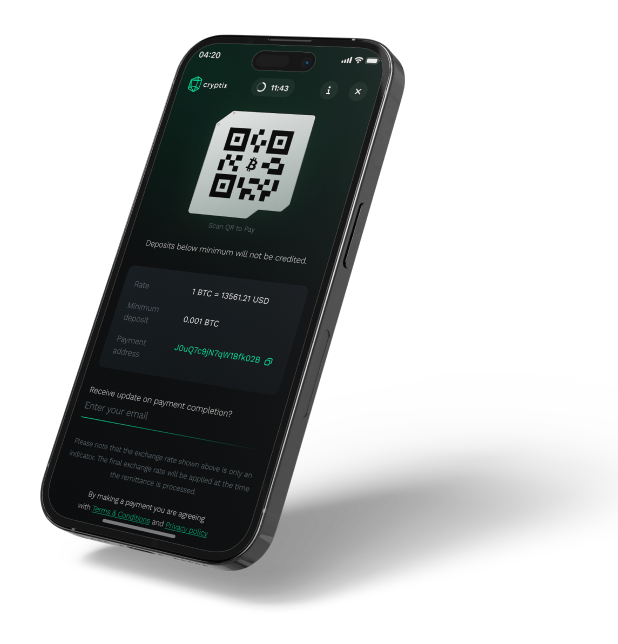 04:20
cryptix
11:43
Scan QR to Pay
Deposits below minimum will not be credited.
Rate
1 BTC = 13561.21 USD
Minimum
deposit
0.001 BTC
Payment
address
J0uQ7c9jN7qW1Bfk02B
Receive update on payment completion?
Enter your email
Please note that the exchange rate shown above is only an
indicator. The final exchange rate will be applied at the time
the remittance is processed.
By making a payment you are agreeing
with Terms & Conditions and Privacy policy